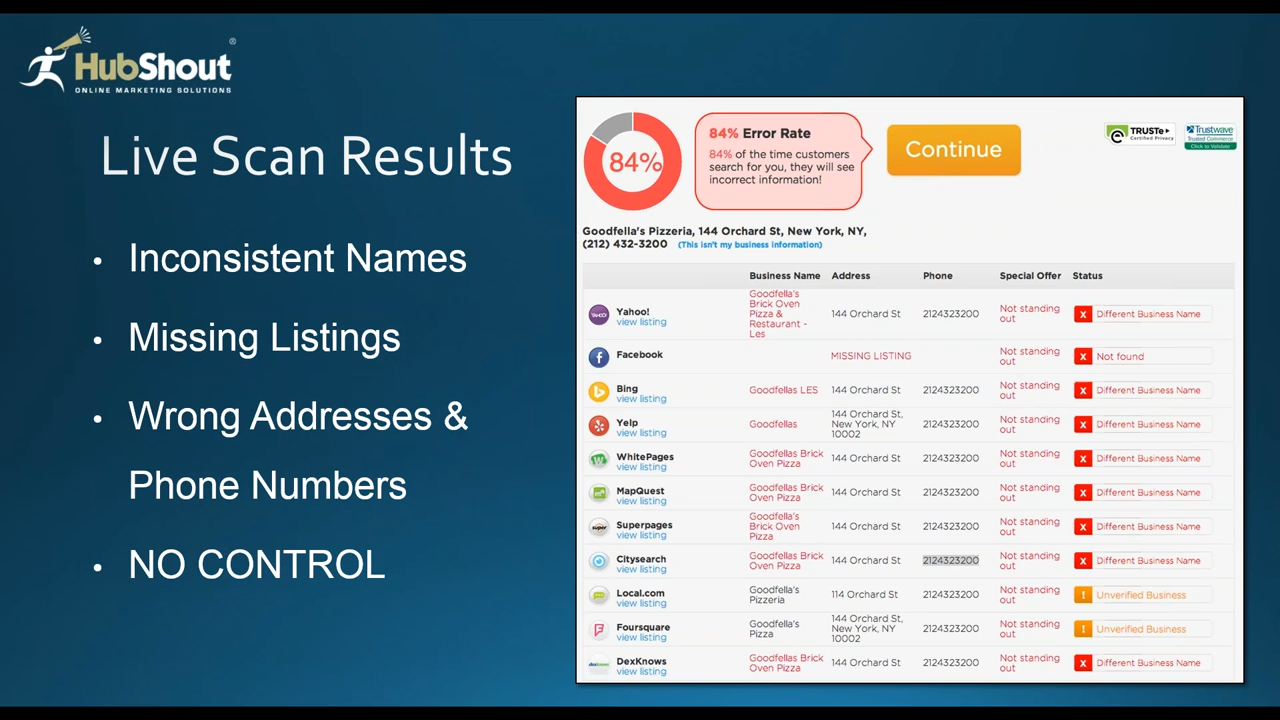 HubShout®
ONLINE MARKETING SOLUTIONS
Live Scan Results
• Inconsistent Names
• Missing Listings
• Wrong Addresses &
Phone Numbers
• NO CONTROL
84%
84% Error Rate
84% of the time customers
search for you, they will see
incorrect information!
Continue
TRUSTe
Certified Privacy
Trustwave
Trusted Commerce
Click to Validate
Goodfella's Pizzeria, 144 Orchard St, New York, NY,
(212) 432-3200 (This isn't my business information)
Business Name Address Phone Special Offer Status
Yahoo!
view listing
Goodfella's
Brick Oven
Pizza &
Restaurant -
Les
144 Orchard St
2124323200
Not standing
out
X Different Business Name
Facebook
MISSING LISTING
Not standing
out
X Not found
Bing
view listing
Goodfellas LES
144 Orchard St
2124323200
Not standing
out
X Different Business Name
Yelp
view listing
Goodfellas
144 Orchard St,
New York, NY
10002
2124323200
Not standing
out
X Different Business Name
WhitePages
view listing
Goodfellas Brick
Oven Pizza
144 Orchard St
2124323200
Not standing
out
X Different Business Name
MapQuest
view listing
Goodfellas Brick
Oven Pizza
144 Orchard St
2124323200
Not standing
out
X Different Business Name
super
Superpages
view listing
Goodfella's
Brick Oven
Pizza
144 Orchard St
2124323200
Not standing
out
X Different Business Name
Citysearch
view listing
Goodfellas Brick
Oven Pizza
144 Orchard St
2124323200
Not standing
out
X Different Business Name
Local.com
view listing
Goodfella's
Pizzeria
114 Orchard St
2124323200
Not standing
out
! Unverified Business
Foursquare
view listing
Goodfella's
Pizza
144 Orchard St,
New York, NY
10002
2124323200
Not standing
out
! Unverified Business
DexKnows
view listing
Goodfellas Brick
Oven Pizza
144 Orchard St
2124323200
Not standing
out
X Different Business Name